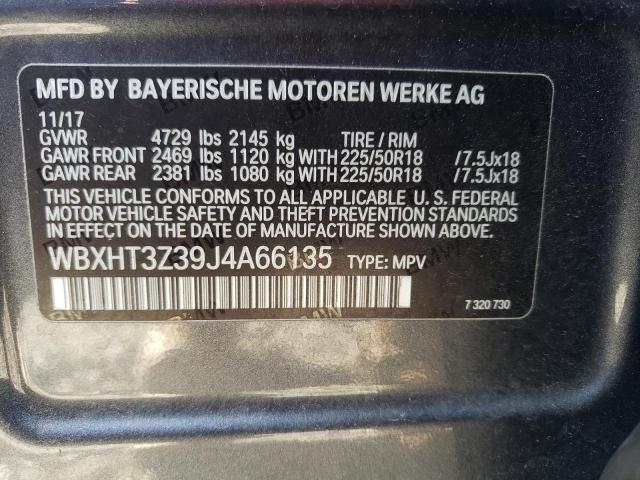 MFD BY BAYERISCHE MOTOREN WERKE AG
11/17
GVWR 4729 lbs 2145 kg TIRE / RIM
GAWR FRONT 2469 lbs 1120 kg WITH 225/50R18 /7.5Jx18
GAWR REAR 2381 lbs 1080 kg WITH 225/50R18 /7.5Jx18
THIS VEHICLE CONFORMS TO ALL APPLICABLE U. S. FEDERAL
MOTOR VEHICLE SAFETY AND THEFT PREVENTION STANDARDS
IN EFFECT ON THE DATE OF MANUFACTURE SHOWN ABOVE.
WBXHT3Z39J4A66135 TYPE: MPV
7 320 730